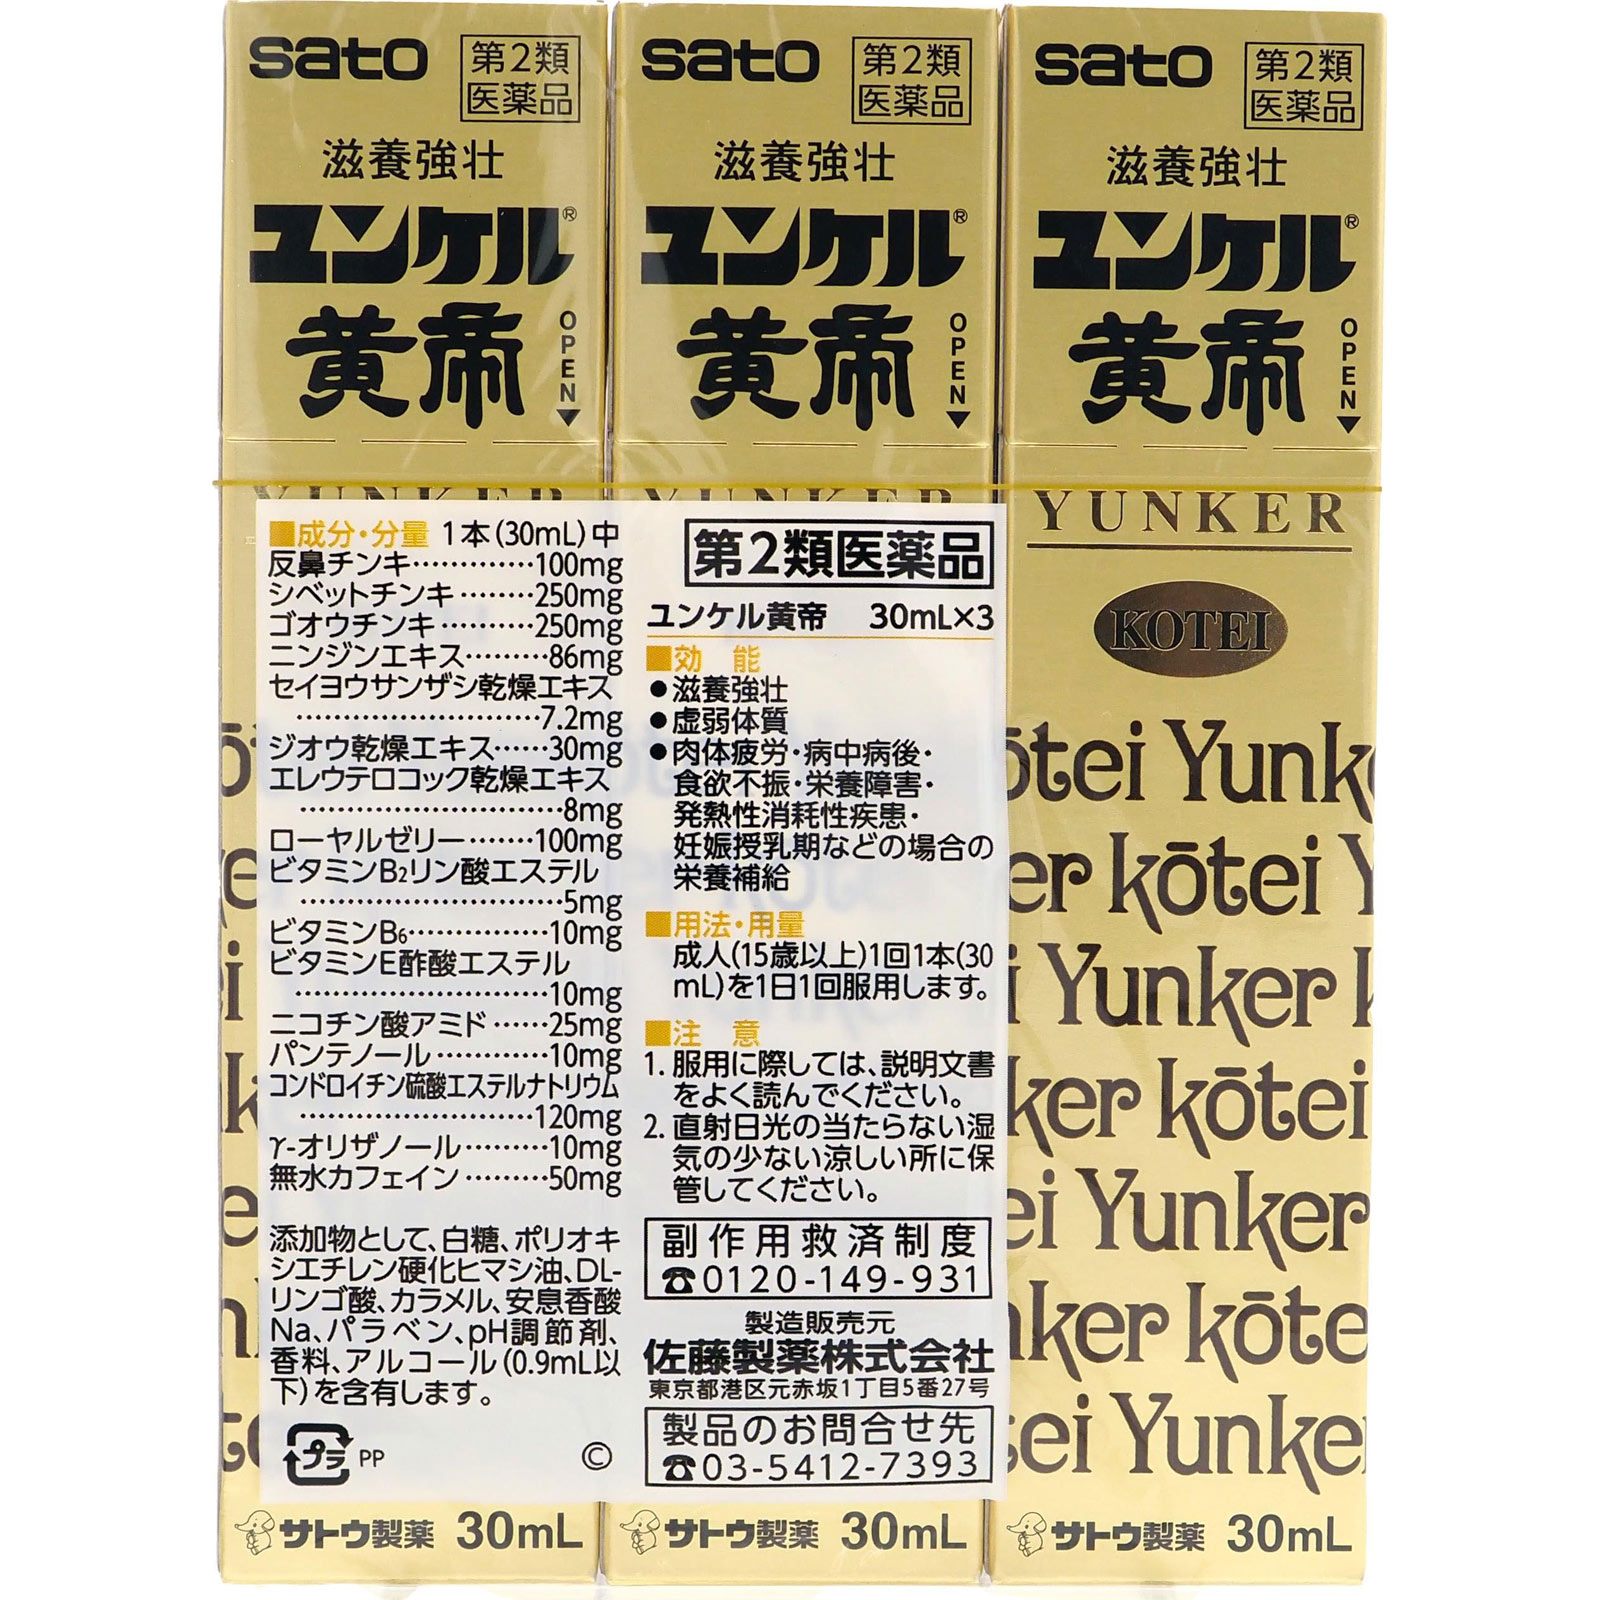 sato
第2類
医薬品
滋養強壮
ユンケル®
黄帝
OPEN
YUNKER
sato
第2類
医薬品
滋養強壮
ユンケル®
黄帝
OPEN
YUNKER
sato
第2類
医薬品
滋養強壮
ユンケル®
黄帝
OPEN
YUNKER
KOTEI
ōtei Yunke
er kōtei Y
i Yunker k
ker kōtei
ei Yunker
ker kōte
tei Yunke
■成分・分量 1本(30mL)中
反鼻チンキ……………100mg
シベットチンキ………250mg
ゴオウチンキ…………250mg
ニンジンエキス………86mg
セイヨウサンザシ乾燥エキス
………………………7.2mg
ジオウ乾燥エキス……30mg
エレウテロコック乾燥エキス
…………………………8mg
ローヤルゼリー………100mg
ビタミンB2リン酸エステル
…………………………5mg
ビタミンB6……………10mg
ビタミンE酢酸エステル
………………………10mg
ニコチン酸アミド……25mg
パンテノール…………10mg
コンドロイチン硫酸エステルナトリウム
………………………120mg
γ-オリザノール………10mg
無水カフェイン………50mg
添加物として、白糖、ポリオキ
シエチレン硬化ヒマシ油、DL-
リンゴ酸、カラメル、安息香酸
Na、パラベン、pH調節剤、
香料、アルコール(0.9mL以
下)を含有します。
プラ PP ©
第2類医薬品
ユンケル黄帝 30mL×3
■効 能
●滋養強壮
●虚弱体質
●肉体疲労・病中病後・
食欲不振・栄養障害・
発熱性消耗性疾患・
妊娠授乳期などの場合の
栄養補給
■用法・用量
成人(15歳以上)1回1本(30
mL)を1日1回服用します。
■注 意
1. 服用に際しては、説明文書
をよく読んでください。
2. 直射日光の当たらない湿
気の少ない涼しい所に保
管してください。
副作用救済制度
☎0120-149-931
製造販売元
佐藤製薬株式会社
東京都港区元赤坂1丁目5番27号
製品のお問合せ先
☎03-5412-7393
サトウ製薬 30mL
サトウ製薬 30mL
サトウ製薬 30mL